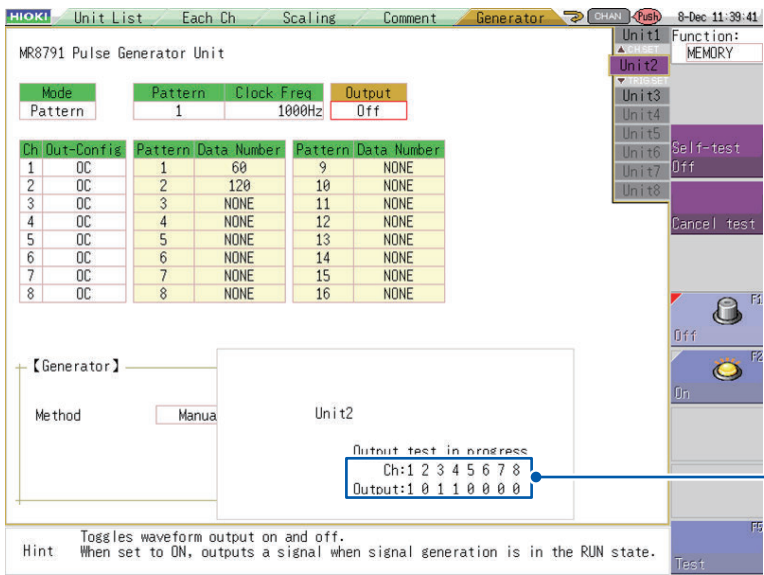 HIOKI Unit List Each Ch Scaling Comment Generator CHAN Push 8-Dec 11:39:41
MR8791 Pulse Generator Unit
Mode
Pattern
Pattern Clock Freq
1 1000Hz
Output
Off
Ch Out-Config
1 OC
2 OC
3 OC
4 OC
5 OC
6 OC
7 OC
8 OC
Pattern Data Number
1 60
2 120
3 NONE
4 NONE
5 NONE
6 NONE
7 NONE
8 NONE
Pattern Data Number
9 NONE
10 NONE
11 NONE
12 NONE
13 NONE
14 NONE
15 NONE
16 NONE
【Generator】
Method Manua
Unit2
Output test in progress
Ch:1 2 3 4 5 6 7 8
Output:1 0 1 1 0 0 0 0
Unit1
▲CHSET
Unit2
▼TRIGSET
Unit3
Unit4
Unit5
Unit6
Unit7
Unit8
Function:
MEMORY
Self-test
Off
Cancel test
F1
Off
F2
On
F5
Test
Hint Toggles waveform output on and off.
When set to ON, outputs a signal when signal generation is in the RUN state.